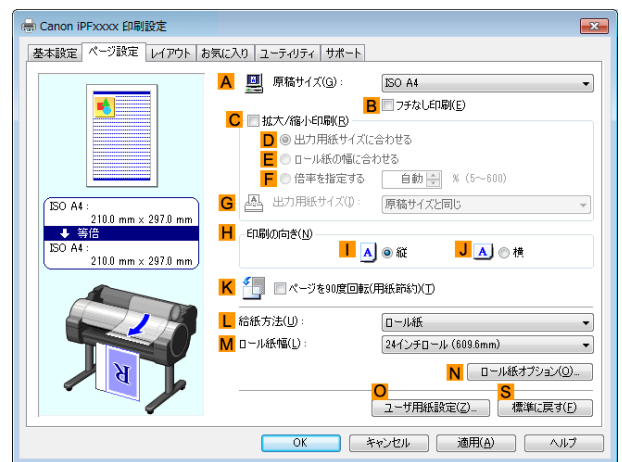 Canon iPFxxxx 印刷設定
基本設定 ページ設定 レイアウト お気に入り ユーティリティ サポート
A 原稿サイズ(G): ISO A4
B フチなし印刷(E)
C 拡大/縮小印刷(R)
D 出力用紙サイズに合わせる
E ロール紙の幅に合わせる
F 倍率を指定する 自動 % (5～600)
G A 出力用紙サイズ(I): 原稿サイズと同じ
ISO A4:
210.0 mm x 297.0 mm
等倍
ISO A4:
210.0 mm x 297.0 mm
H 印刷の向き(N)
I A 縦 J A 横
K ページを90度回転(用紙節約)(T)
L 給紙方法(U): ロール紙
M ロール紙幅(L): 24インチロール (609.6mm)
R
N ロール紙オプション(O)...
O S
ユーザ用紙設定(Z)... 標準に戻す(F)
OK キャンセル 適用(A) ヘルプ